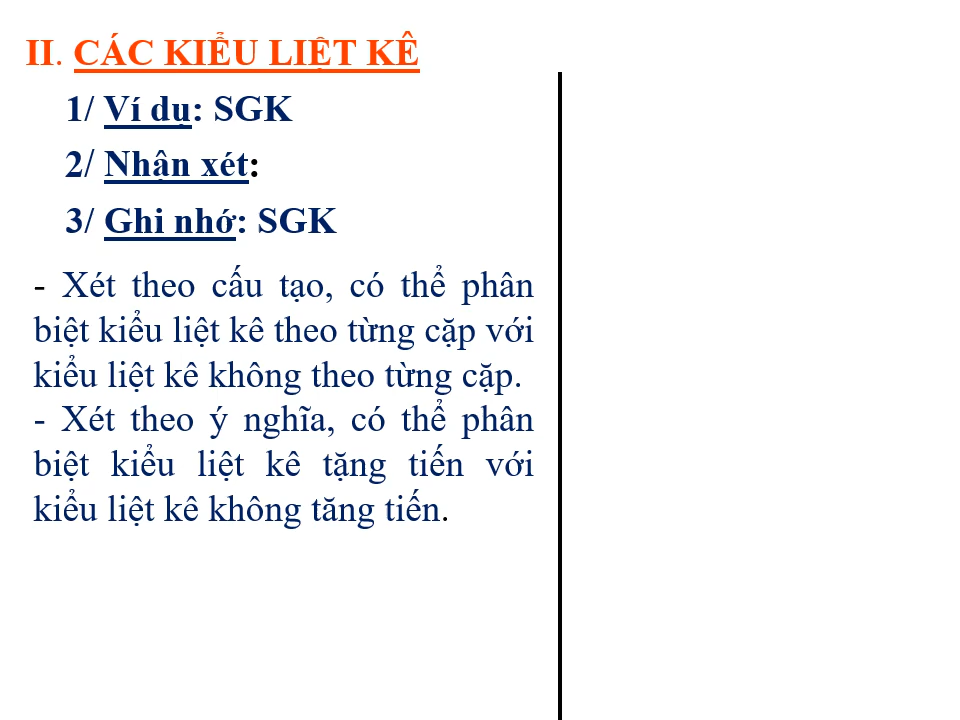 II. CÁC KIỂU LIỆT KÊ
1/ Ví dụ: SGK
2/ Nhận xét:
3/ Ghi nhớ: SGK
- Xét theo cấu tạo, có thể phân
biệt kiểu liệt kê theo từng cặp với
kiểu liệt kê không theo từng cặp.
- Xét theo ý nghĩa, có thể phân
biệt kiểu liệt kê tặng tiến với
kiểu liệt kê không tăng tiến.